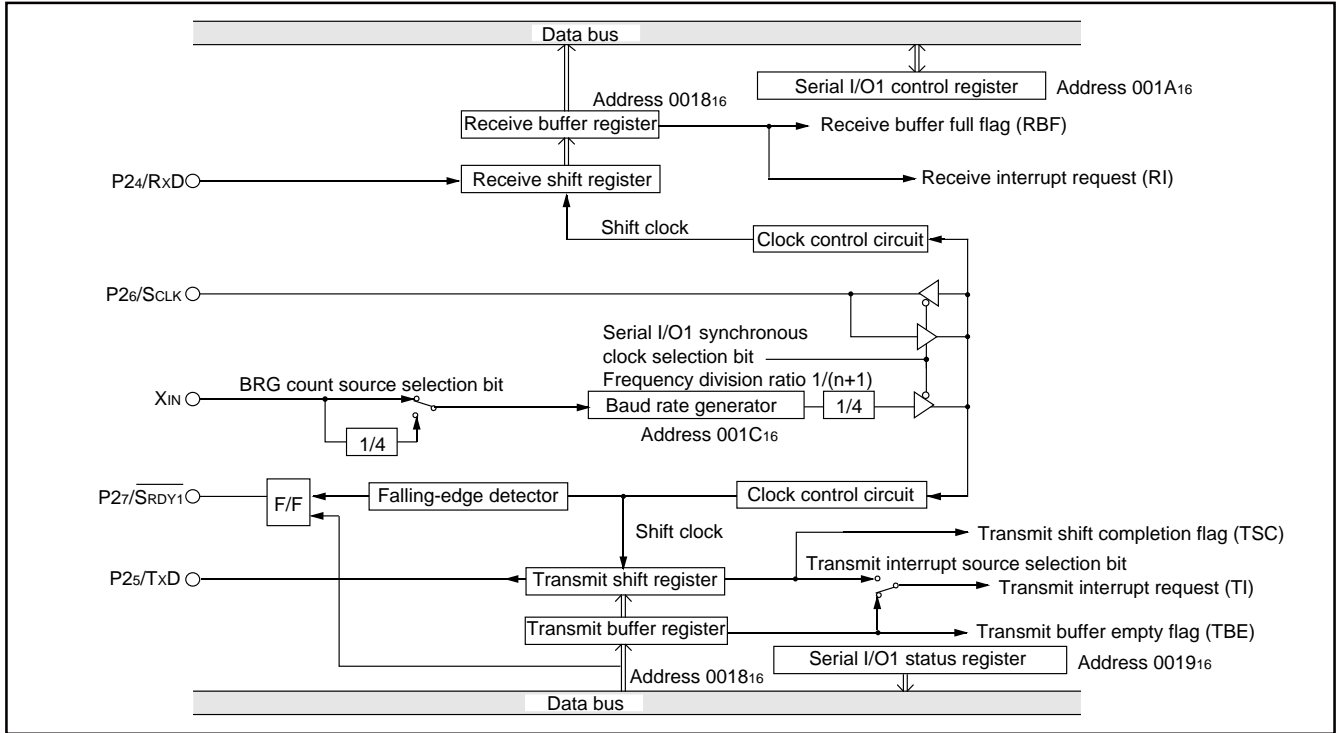 Data bus
Serial I/O1 control register
Address 001A16
Address 001816
Receive buffer register
Receive buffer full flag (RBF)
P24/RXD
Receive shift register
Receive interrupt request (RI)
Shift clock
Clock control circuit
P26/SCLK
Serial I/O1 synchronous
clock selection bit
Frequency division ratio 1/(n+1)
BRG count source selection bit
XIN
Baud rate generator
1/4
1/4
Address 001C16
P27/SRDY1
F/F
Falling-edge detector
Clock control circuit
Shift clock
Transmit shift completion flag (TSC)
Transmit interrupt source selection bit
P25/TXD
Transmit shift register
Transmit interrupt request (TI)
Transmit buffer register
Transmit buffer empty flag (TBE)
Serial I/O1 status register
Address 001916
Address 001816
Data bus